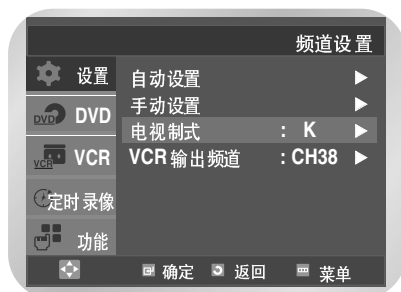 频道设置
设置
自动设置 ▶
手动设置 ▶
DVD DVD
电视制式 : K ▶
VCR VCR
VCR 输出频道 : CH38 ▶
定时录像
功能
确定 返回 菜单